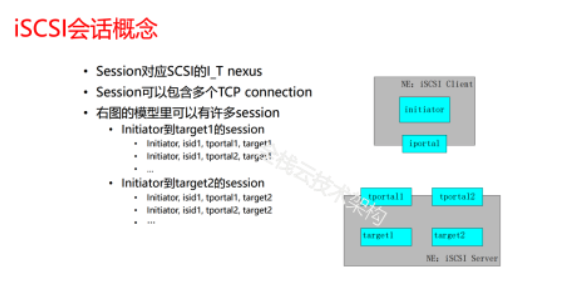 iSCSI会话概念
• Session对应SCSI的I_T nexus
• Session可以包含多个TCP connection
• 右图的模型里可以有许多session
• Initiator到target1的session
• Initiator, isid1, tportal1, target1
• Initiator, isid1, tportal2, target1
• ...
• Initiator到target2的session
• Initiator, isid1, tportal1, target2
• Initiator, isid1, tportal2, target2
• ...
NE: iSCSI Client
initiator
iportal
tportal1
tportal2
target1
target2
NE: iSCSI Server
全栈云技术架构